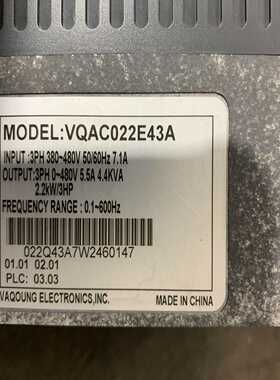 MODEL:VQAC022E43A
INPUT :3PH 380~480V 50/60Hz 7.1A
OUTPUT:3PH 0~480V 5.5A 4.4KVA
2.2kW/3HP
FREQUENCY RANGE : 0.1~600Hz
022Q43A7W2460147
01.01 02.01
PLC: 03.03
VAQOUNG ELECTRONICS,INC. MADE IN CHINA